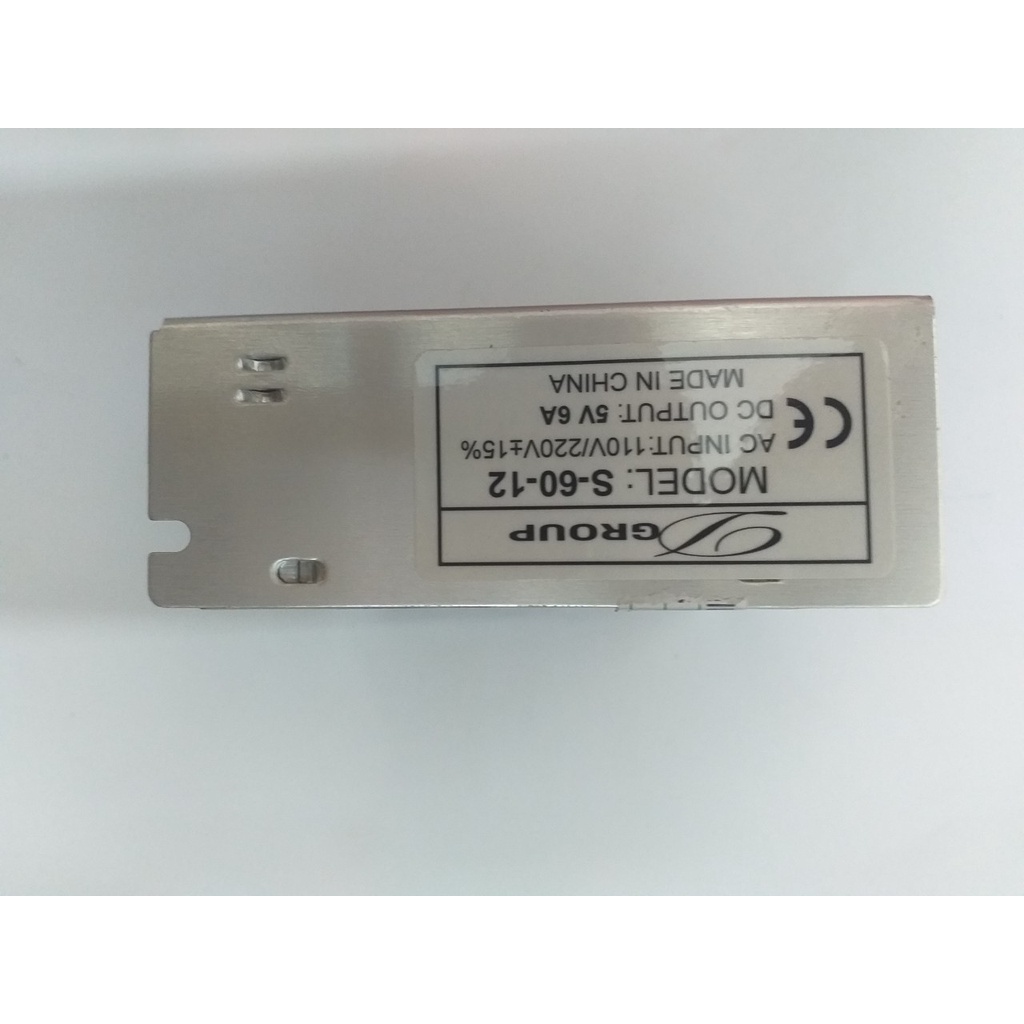 D GROUP
MODEL: S-60-12
AC INPUT:110V/220V±15%
DC OUTPUT: 5V 6A
MADE IN CHINA
CE